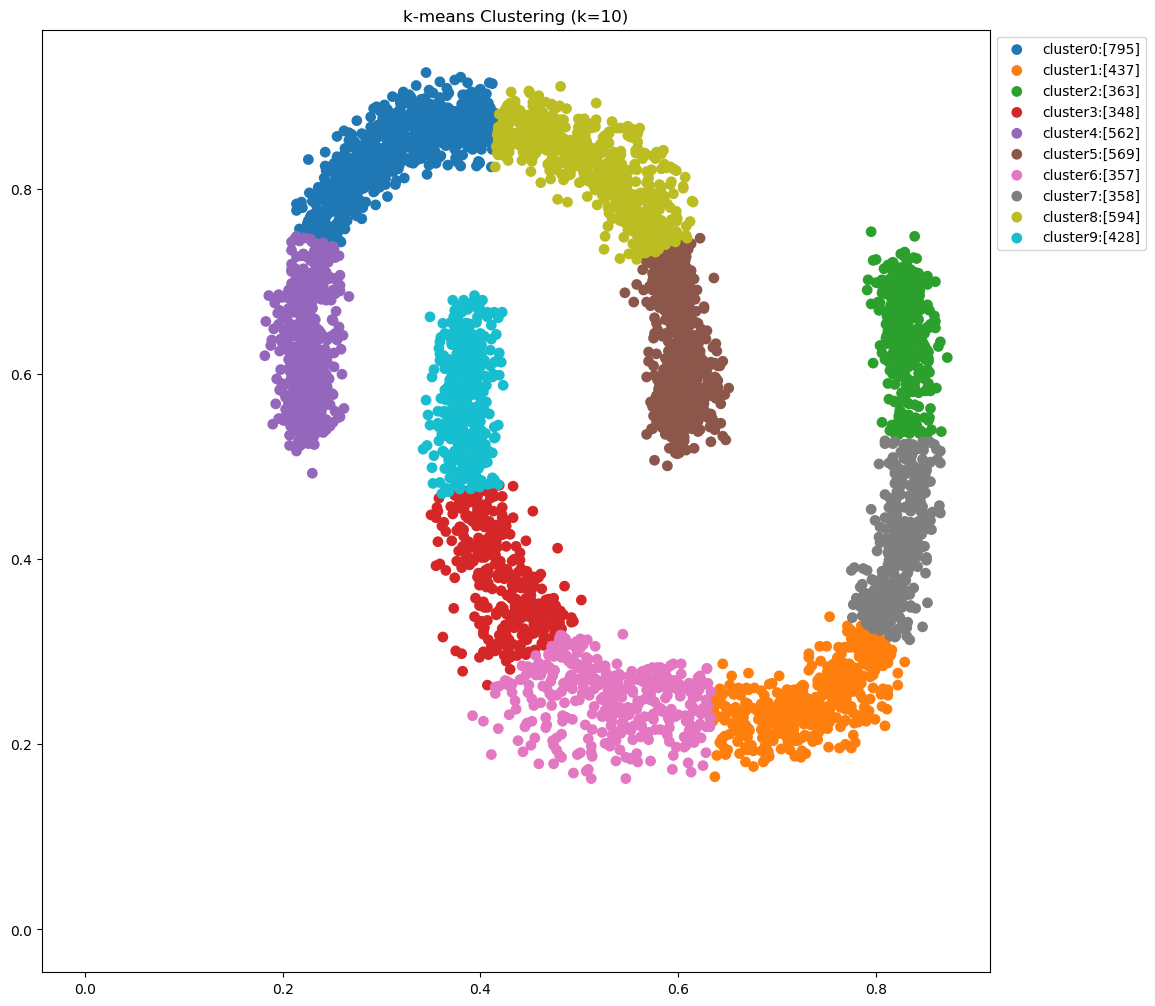 k-means Clustering (k=10)
cluster0:[795]
cluster1:[437]
cluster2:[363]
cluster3:[348]
cluster4:[562]
cluster5:[569]
cluster6:[357]
cluster7:[358]
cluster8:[594]
cluster9:[428]
0.8
0.6
0.4
0.2
0.0
0.0 0.2 0.4 0.6 0.8